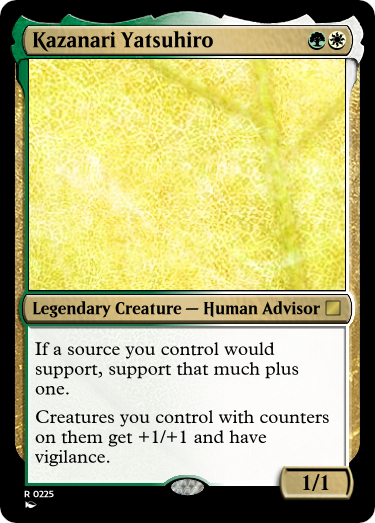 Kazanari Yatsuhiro
Legendary Creature — Human Advisor
If a source you control would
support, support that much plus
one.
Creatures you control with counters
on them get +1/+1 and have
vigilance.
1/1
R 0225